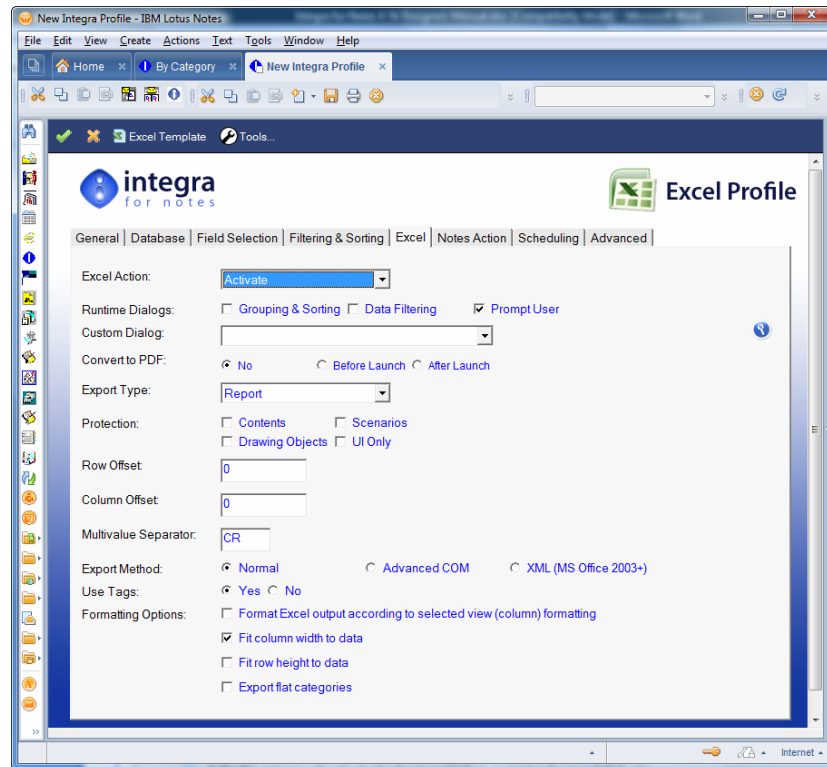 New Integra Profile - IBM Lotus Notes
File Edit View Create Actions Text Tools Window Help
Home By Category New Integra Profile
Excel Template Tools...
integra
for notes
Excel Profile
General Database Field Selection Filtering & Sorting Excel Notes Action Scheduling Advanced
Excel Action: Activate
Runtime Dialogs: Grouping & Sorting Data Filtering Prompt User
Custom Dialog:
Convert to PDF: No Before Launch After Launch
Export Type: Report
Protection: Contents Scenarios
Drawing Objects UI Only
Row Offset: 0
Column Offset: 0
Multivalue Separator: CR
Export Method: Normal Advanced COM XML (MS Office 2003+)
Use Tags: Yes No
Formatting Options: Format Excel output according to selected view (column) formatting
Fit column width to data
Fit row height to data
Export flat categories
Internet